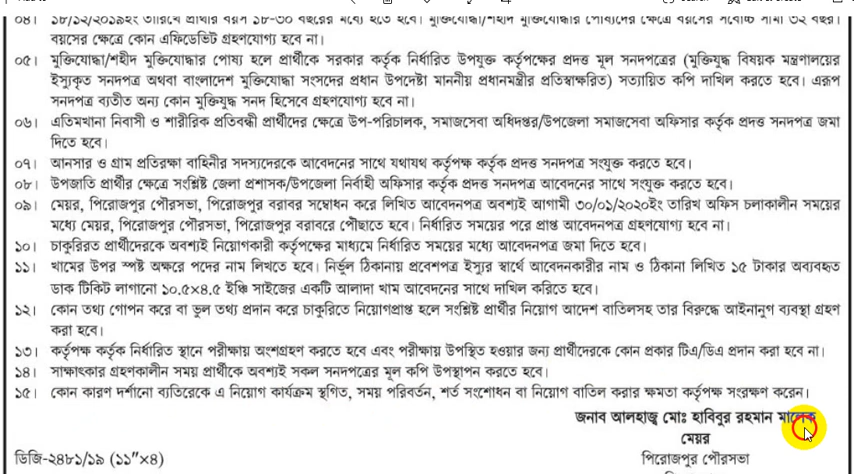 ০৪। ১৮/১২/২০১৯ইং তারিখে প্রার্থীর বয়স ১৮-৩০ বছরের মধ্যে হতে হবে। মুক্তিযোদ্ধা/শহীদ মুক্তিযোদ্ধার পোষ্যদের ক্ষেত্রে বয়সের সর্বোচ্চ সীমা ৩২ বছর।
বয়সের ক্ষেত্রে কোন এফিডেভিট গ্রহণযোগ্য হবে না।
০৫। মুক্তিযোদ্ধা/শহীদ মুক্তিযোদ্ধার পোষ্য হলে প্রার্থীকে সরকার কর্তৃক নির্ধারিত উপযুক্ত কর্তৃপক্ষের প্রদত্ত মূল সনদপত্রের (মুক্তিযুদ্ধ বিষয়ক মন্ত্রণালয়ের
ইস্যুকৃত সনদপত্র অথবা বাংলাদেশ মুক্তিযোদ্ধা সংসদের প্রধান উপদেষ্টা মাননীয় প্রধানমন্ত্রীর প্রতিস্বাক্ষরিত) সত্যায়িত কপি দাখিল করতে হবে। এরূপ
সনদপত্র ব্যতীত অন্য কোন মুক্তিযুদ্ধ সনদ হিসেবে গ্রহণযোগ্য হবে না।
০৬। এতিমখানা নিবাসী ও শারীরিক প্রতিবন্ধী প্রার্থীদের ক্ষেত্রে উপ-পরিচালক, সমাজসেবা অধিদপ্তর/উপজেলা সমাজসেবা অফিসার কর্তৃক প্রদত্ত সনদপত্র জমা
দিতে হবে।
০৭। আনসার ও গ্রাম প্রতিরক্ষা বাহিনীর সদস্যদেরকে আবেদনের সাথে যথাযথ কর্তৃপক্ষ কর্তৃক প্রদত্ত সনদপত্র সংযুক্ত করতে হবে।
০৮। উপজাতি প্রার্থীর ক্ষেত্রে সংশ্লিষ্ট জেলা প্রশাসক/উপজেলা নির্বাহী অফিসার কর্তৃক প্রদত্ত সনদপত্র আবেদনের সাথে সংযুক্ত করতে হবে।
০৯। মেয়র, পিরোজপুর পৌরসভা, পিরোজপুর বরাবর সম্বোধন করে লিখিত আবেদনপত্র অবশ্যই আগামী ৩০/০১/২০২০ইং তারিখ অফিস চলাকালীন সময়ের
মধ্যে মেয়র, পিরোজপুর পৌরসভা, পিরোজপুর বরাবরে পৌঁছাতে হবে। নির্ধারিত সময়ের পরে প্রাপ্ত আবেদনপত্র গ্রহণযোগ্য হবে না।
১০। চাকুরিরত প্রার্থীদেরকে অবশ্যই নিয়োগকারী কর্তৃপক্ষের মাধ্যমে নির্ধারিত সময়ের মধ্যে আবেদনপত্র জমা দিতে হবে।
১১। খামের উপর স্পষ্ট অক্ষরে পদের নাম লিখতে হবে। নির্ভুল ঠিকানায় প্রবেশপত্র ইস্যুর স্বার্থে আবেদনকারীর নাম ও ঠিকানা লিখিত ১৫ টাকার অব্যবহৃত
ডাক টিকিট লাগানো ১০.৫x৪.৫ ইঞ্চি সাইজের একটি আলাদা খাম আবেদনের সাথে দাখিল করিতে হবে।
১২। কোন তথ্য গোপন করে বা ভুল তথ্য প্রদান করে চাকুরিতে নিয়োগপ্রাপ্ত হলে সংশ্লিষ্ট প্রার্থীর নিয়োগ আদেশ বাতিলসহ তার বিরুদ্ধে আইনানুগ ব্যবস্থা গ্রহণ
করা হবে।
১৩। কর্তৃপক্ষ কর্তৃক নির্ধারিত স্থানে পরীক্ষায় অংশগ্রহণ করতে হবে এবং পরীক্ষায় উপস্থিত হওয়ার জন্য প্রার্থীদেরকে কোন প্রকার টিএ/ডিএ প্রদান করা হবে না।
১৪। সাক্ষাৎকার গ্রহণকালীন সময় প্রার্থীকে অবশ্যই সকল সনদপত্রের মূল কপি উপস্থাপন করতে হবে।
১৫। কোন কারণ দর্শানো ব্যতিরেকে এ নিয়োগ কার্যক্রম স্থগিত, সময় পরিবর্তন, শর্ত সংশোধন বা নিয়োগ বাতিল করার ক্ষমতা কর্তৃপক্ষ সংরক্ষণ করেন।
জনাব আলহাজ্ব মোঃ হাবিবুর রহমান মালেক
মেয়র
ডিজি-২৪৮১/১৯ (১১″×৪) পিরোজপুর পৌরসভা